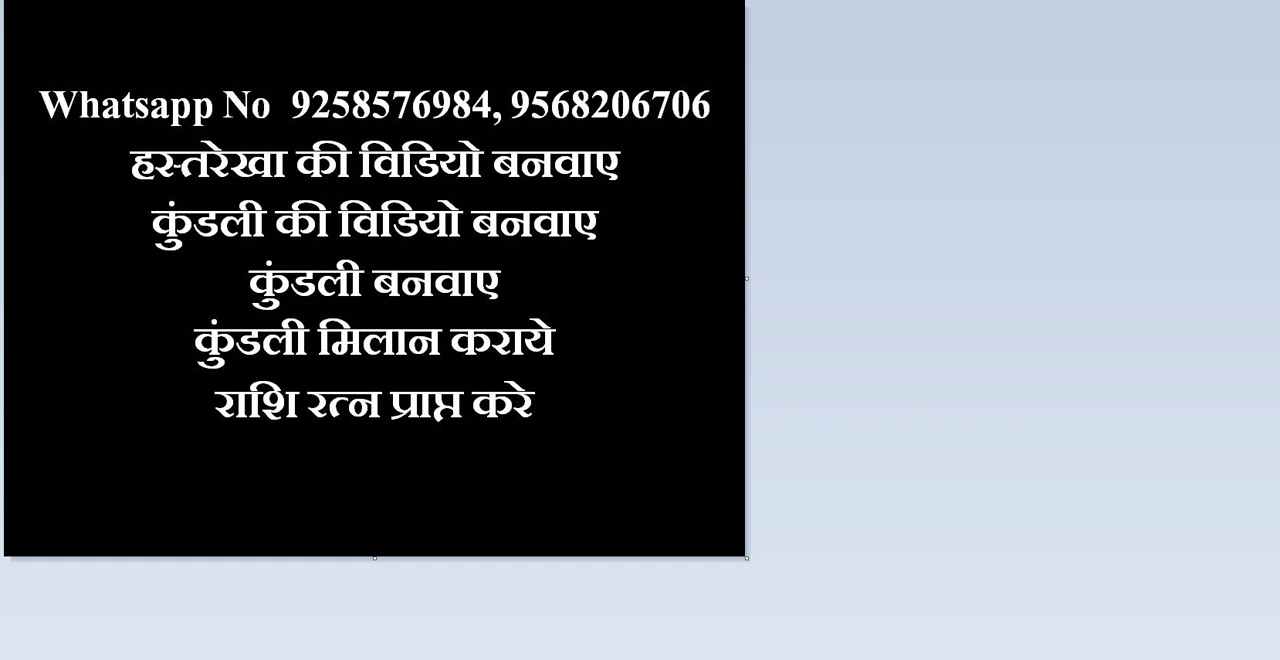 Whatsapp No 9258576984, 9568206706
हस्तरेखा की विडियो बनवाए
कुंडली की विडियो बनवाए
कुंडली बनवाए
कुंडली मिलान कराये
राशि रत्न प्राप्त करे